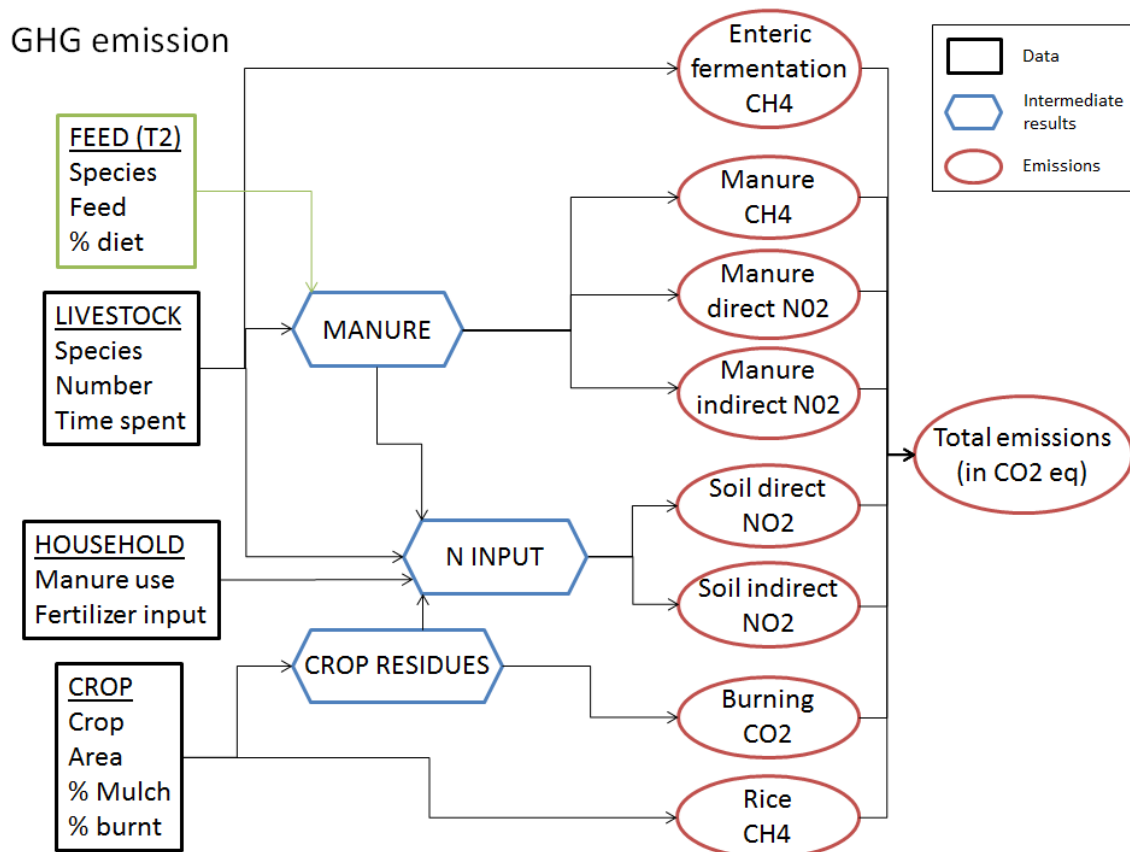 GHG emission
Enteric
fermentation
CH4
Data
Intermediate
results
Emissions
FEED (T2)
Species
Feed
% diet
Manure
CH4
Manure
direct N02
LIVESTOCK
Species
Number
Time spent
MANURE
Manure
indirect N02
Total emissions
(in CO2 eq)
Soil direct
NO2
HOUSEHOLD
Manure use
Fertilizer input
N INPUT
Soil indirect
NO2
CROP RESIDUES
CROP
Crop
Area
% Mulch
% burnt
Burning
CO2
Rice
CH4